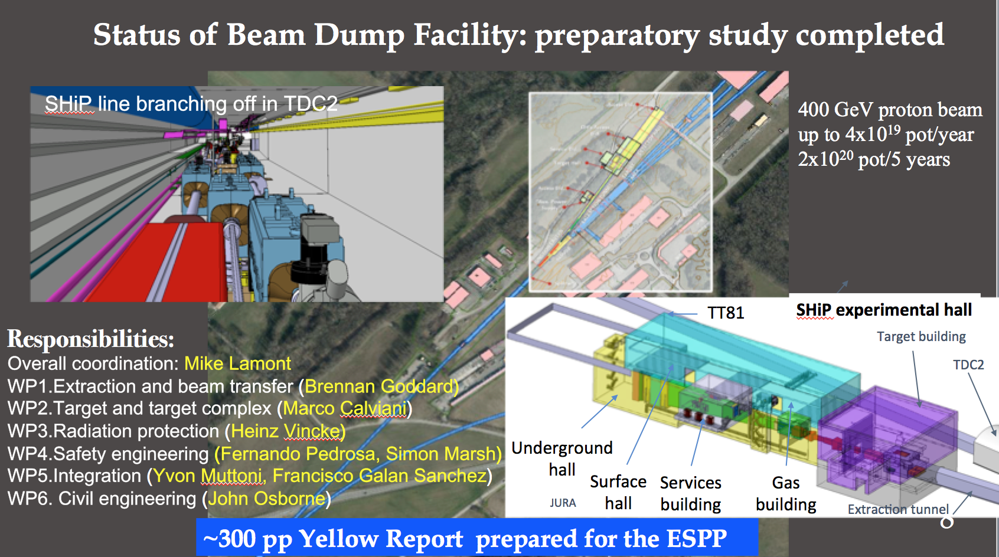 Status of Beam Dump Facility: preparatory study completed
SHiP line branching off in TDC2
400 GeV proton beam
up to 4x10¹⁹ pot/year
2x10²⁰ pot/5 years
Responsibilities:
Overall coordination: Mike Lamont
WP1.Extraction and beam transfer (Brennan Goddard)
WP2.Target and target complex (Marco Calviani)
WP3.Radiation protection (Heinz Vincke)
WP4.Safety engineering (Fernando Pedrosa, Simon Marsh)
WP5.Integration (Yvon Muttoni, Francisco Galan Sanchez)
WP6. Civil engineering (John Osborne)
TT81
SHiP experimental hall
Target building
TDC2
Underground
hall
Surface
hall
Services
building
Gas
building
JURA
Extraction tunnel
8
~300 pp Yellow Report prepared for the ESPP